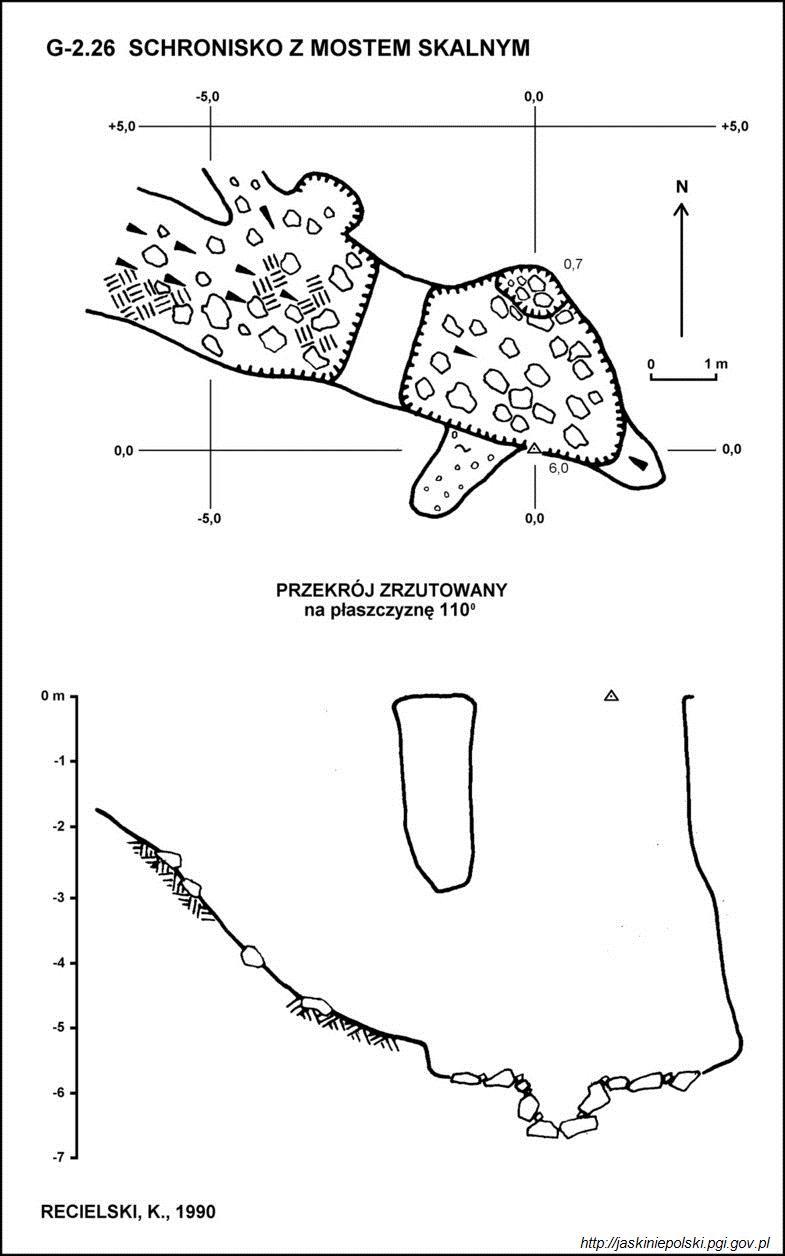 G-2.26 SCHRONISKO Z MOSTEM SKALNYM
-5,0 0,0
+5,0 +5,0
N
0,7
0 1 m
0,0 0,0
6,0
-5,0 0,0
PRZEKRÓJ ZRZUTOWANY
na płaszczyznę 110⁰
0 m
-1
-2
-3
-4
-5
-6
-7
RECIELSKI, K., 1990
http://jaskiniepolski.pgi.gov.pl